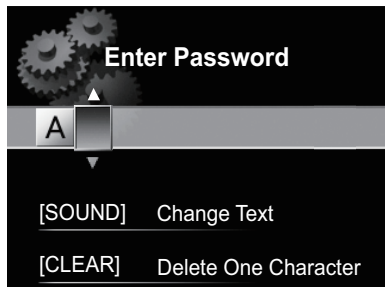 Enter Password
A
[SOUND] Change Text
[CLEAR] Delete One Character